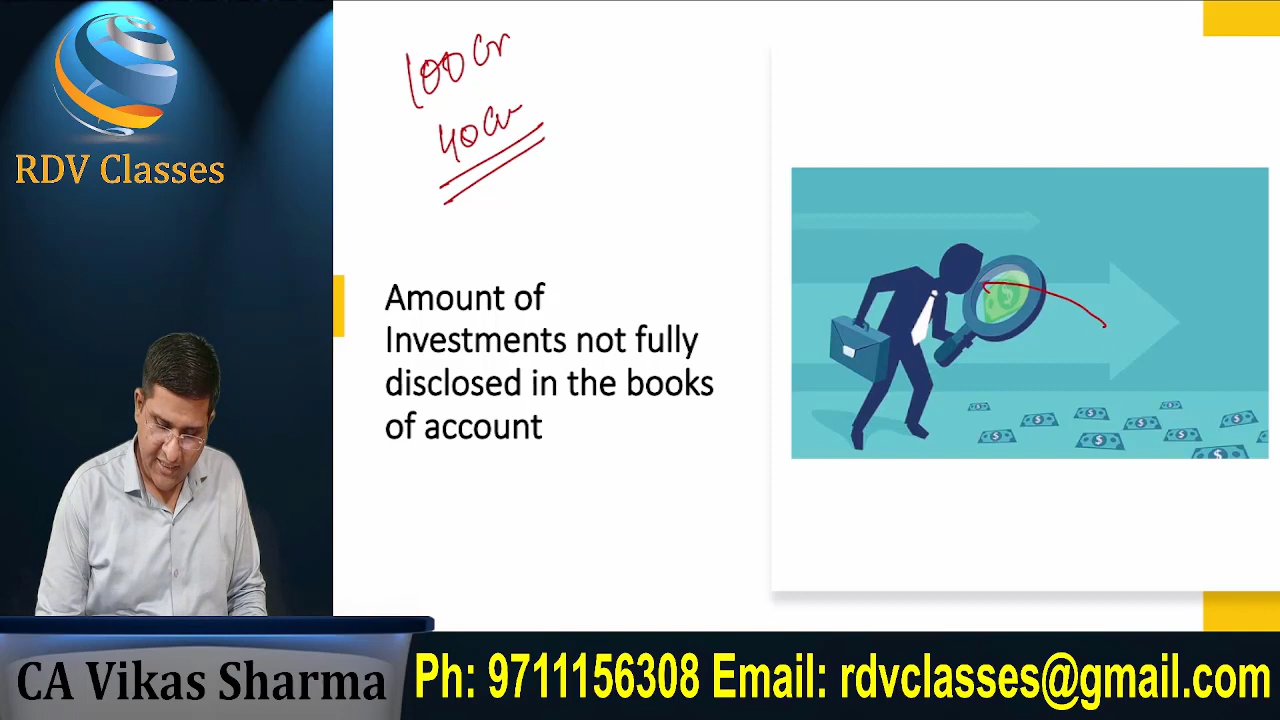 RDV Classes
100 Cr
40 Cr
Amount of
Investments not fully
disclosed in the books
of account
CA Vikas Sharma
Ph: 9711156308 Email: rdvclasses@gmail.com